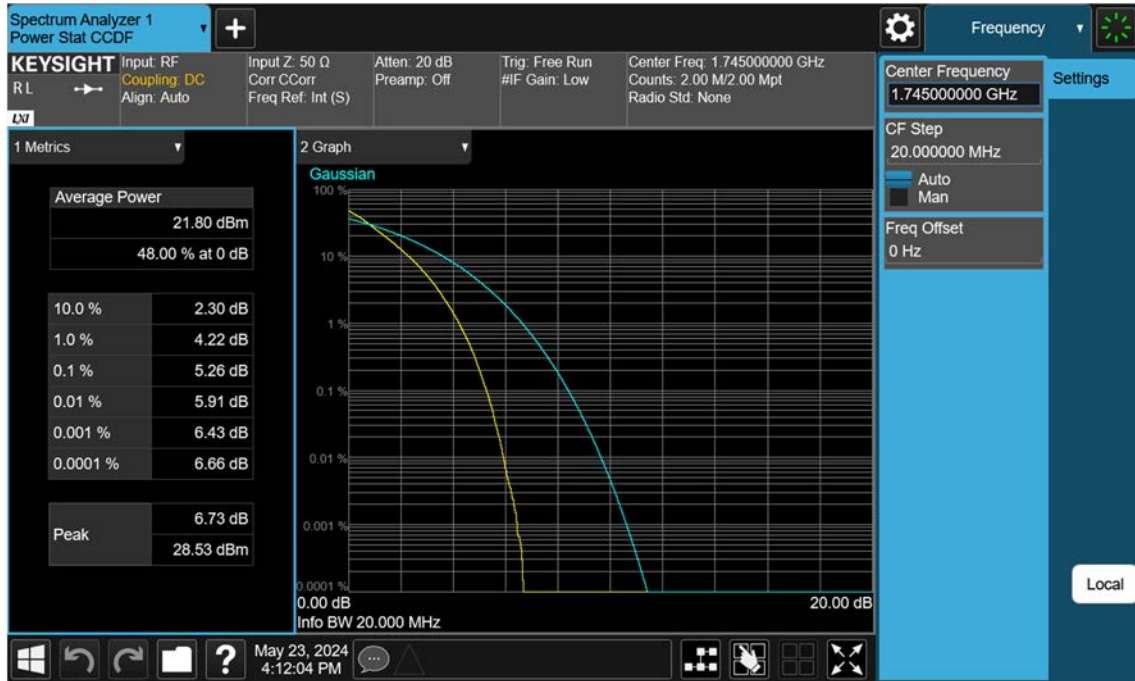 Spectrum Analyzer 1
Power Stat CCDF
Frequency
KEYSIGHT
R L
LXI
Input: RF
Coupling: DC
Align: Auto
Input Z: 50 Ω
Corr CCorr
Freq Ref: Int (S)
Atten: 20 dB
Preamp: Off
Trig: Free Run
#IF Gain: Low
Center Freq: 1.745000000 GHz
Counts: 2.00 M/2.00 Mpt
Radio Std: None
Center Frequency
1.745000000 GHz
Settings
CF Step
20.000000 MHz
Auto
Man
Freq Offset
0 Hz
1 Metrics
Average Power
21.80 dBm
48.00 % at 0 dB
10.0 % 2.30 dB
1.0 % 4.22 dB
0.1 % 5.26 dB
0.01 % 5.91 dB
0.001 % 6.43 dB
0.0001 % 6.66 dB
Peak 6.73 dB
28.53 dBm
2 Graph
Gaussian
100 %
10 %
1 %
0.1 %
0.01 %
0.001 %
0.0001 %
0.00 dB 20.00 dB
Info BW 20.000 MHz
Local
?
May 23, 2024
4:12:04 PM